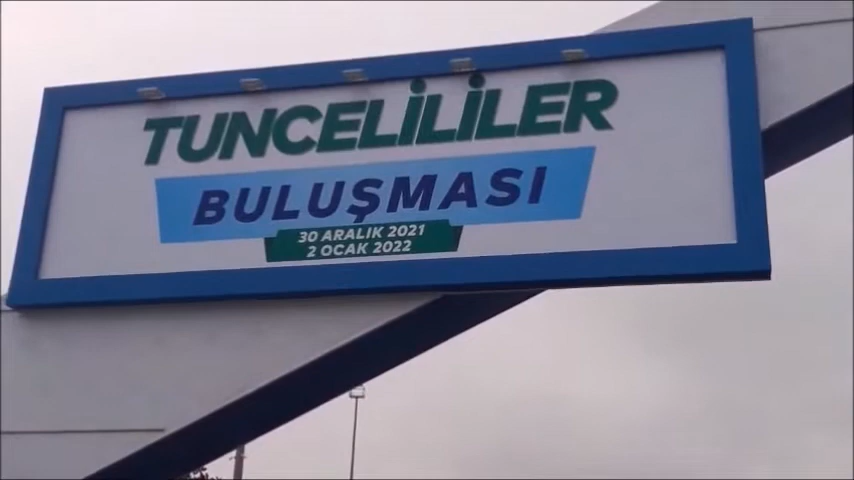 TUNCELİLİLER
BULUŞMASI
30 ARALIK 2021
2 OCAK 2022